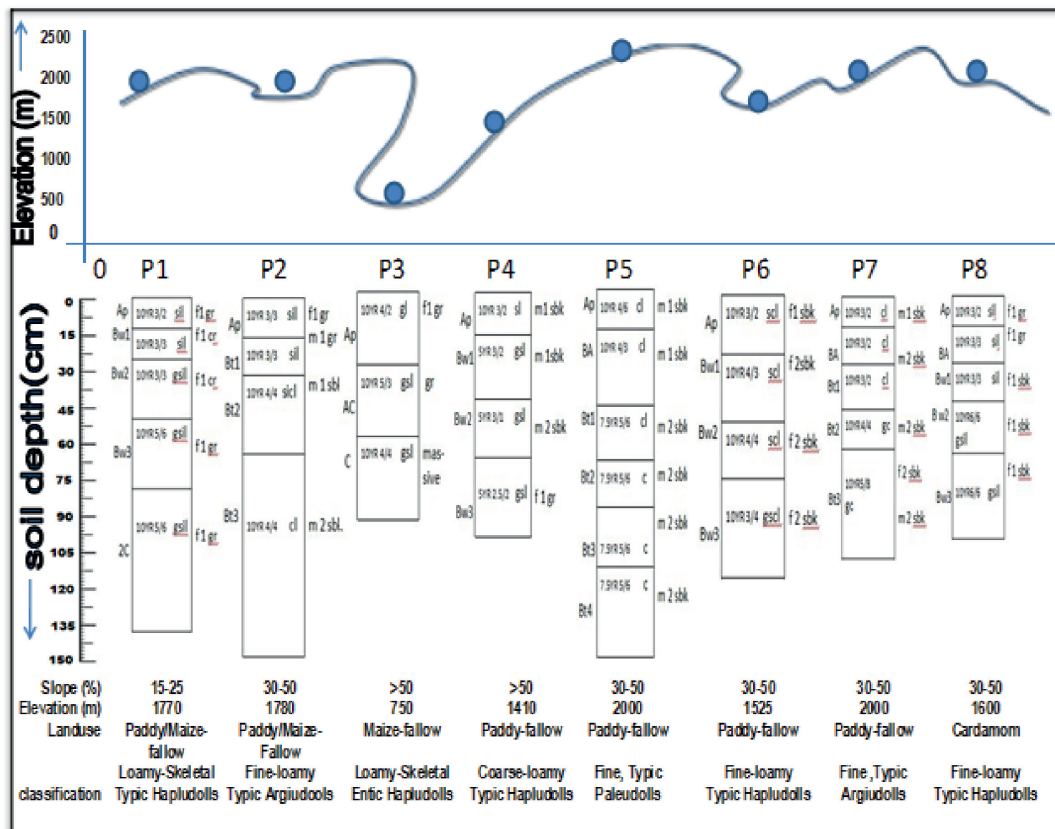 Elevation (m)
2500
2000
1500
1000
500
0
0 P1 P2 P3 P4 P5 P6 P7 P8
soil depth(cm)
0
15
30
45
60
75
90
105
120
135
150
Ap 10YR3/2 sil f1 gr
Bw1 10YR3/3 sil f1 cr
Bw2 10YR3/3 gsil f1 cr
Bw3 10YR5/6 gsil f1 gr
2C 10YR5/6 gsil f1 gr
Ap 10YR3/3 sil f1 gr
m 1 gr
Bt1 10YR3/3 sil
Bt2 10YR4/4 sicl m 1 sbl
Bt3 10YR 4/4 cll m 2 sbl.
Ap 10YR4/2 gl f1 gr
AC 10YR5/3 gsl gr
C 10YR4/4 gsl mas-
sive
Ap 10YR3/2 sl m1 sbk
Bw1 5YR3/2 gsl m 1 sbk
Bw2 5YR3/2 gsl m 2 sbk
Bw3 5YR2.5/2 gsl f1 gr
Ap 10YR 4/6 cl m1 sbk
BA 10YR4/3 cl m 1 sbk
Bt1 7.5YR5/6 cl m 2 sbk
Bt2 7.5YR5/6 c m 2 sbk
Bt3 7.5YR5/6 c m 2 sbk
Bt4 7.5YR5/6 c m 2 sbk
Ap 10YR3/2 scl f1 sbk
Bw1 10YR4/3 scl f2sbk
Bw2 10YR4/4 scl f2 sbk
Bw3 10YR3/4 gscl f2 sbk
Ap 10YR3/2 cl m1 sbk
BA 10YR3/2 cl m2 sbk
Bt1 10YR3/2 cl
Bt2 10YR4/4 gc m2 sbk
Bt3 10YR5/8 gc f2 sbk
m2 sbk
Ap 10YR3/2 sil f1 gr
BA 10YR3/3 sil f1gr
Bw1 10YR3/3 sil f1sbk
Bw2 10YR6/6 gsil f1 sbk
Bw3 10YR6/6 gsil f1 sbk
Slope (%) 15-25 30-50 >50 >50 30-50 30-50 30-50 30-50
Elevation (m) 1770 1780 750 1410 2000 1525 2000 1600
Landuse Paddy/Maize- Paddy/Maize- Maize-fallow Paddy-fallow Paddy-fallow Paddy-fallow Paddy-fallow Cardamom
fallow Fallow
Loamy-Skeletal Fine-loamy Loamy-Skeletal Coarse-loamy Fine, Typic Fine-loamy Fine ,Typic Fine-loamy
classification Typic Hapludolls Typic Argiudools Entic Hapludolls Typic Hapludolls Paleudolls Typic Hapludolls Argiudolls Typic Hapludolls